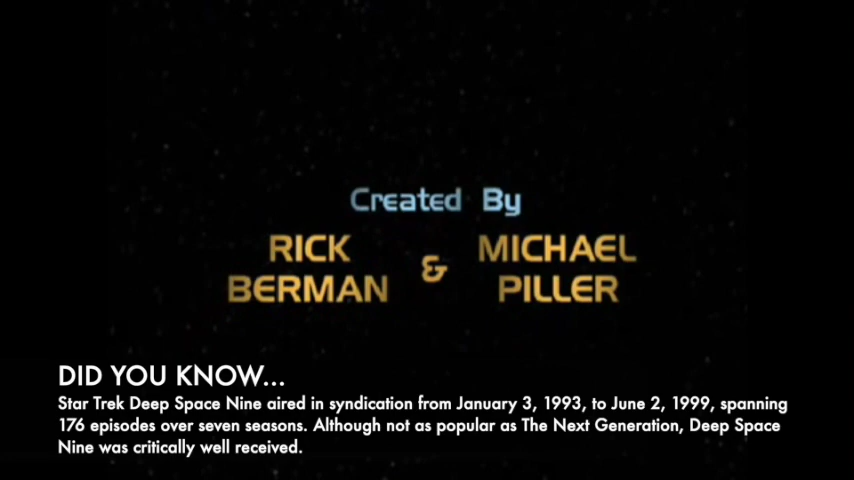 Created By
RICK BERMAN & MICHAEL PILLER
DID YOU KNOW...
Star Trek Deep Space Nine aired in syndication from January 3, 1993, to June 2, 1999, spanning
176 episodes over seven seasons. Although not as popular as The Next Generation, Deep Space
Nine was critically well received.